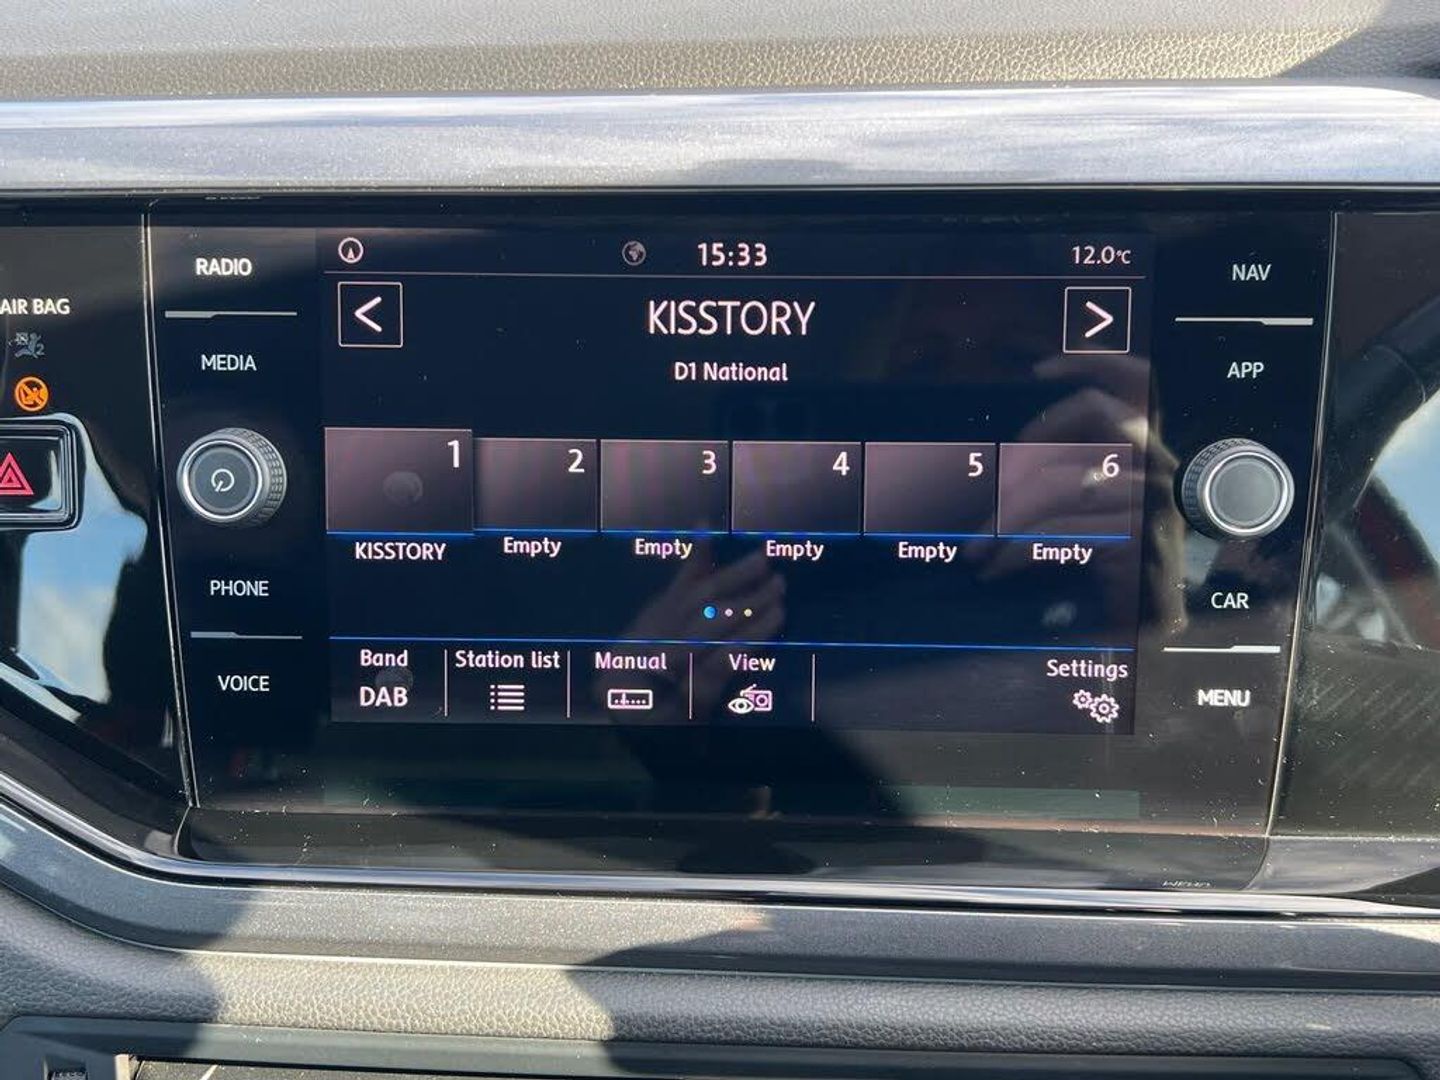 15:33
12.0°C
RADIO
NAV
AIR BAG
< KISSTORY >
MEDIA
D1 National
APP
1 2 3 4 5 6
KISSTORY Empty Empty Empty Empty Empty
PHONE
CAR
Band Station list Manual View Settings
DAB
VOICE
MENU